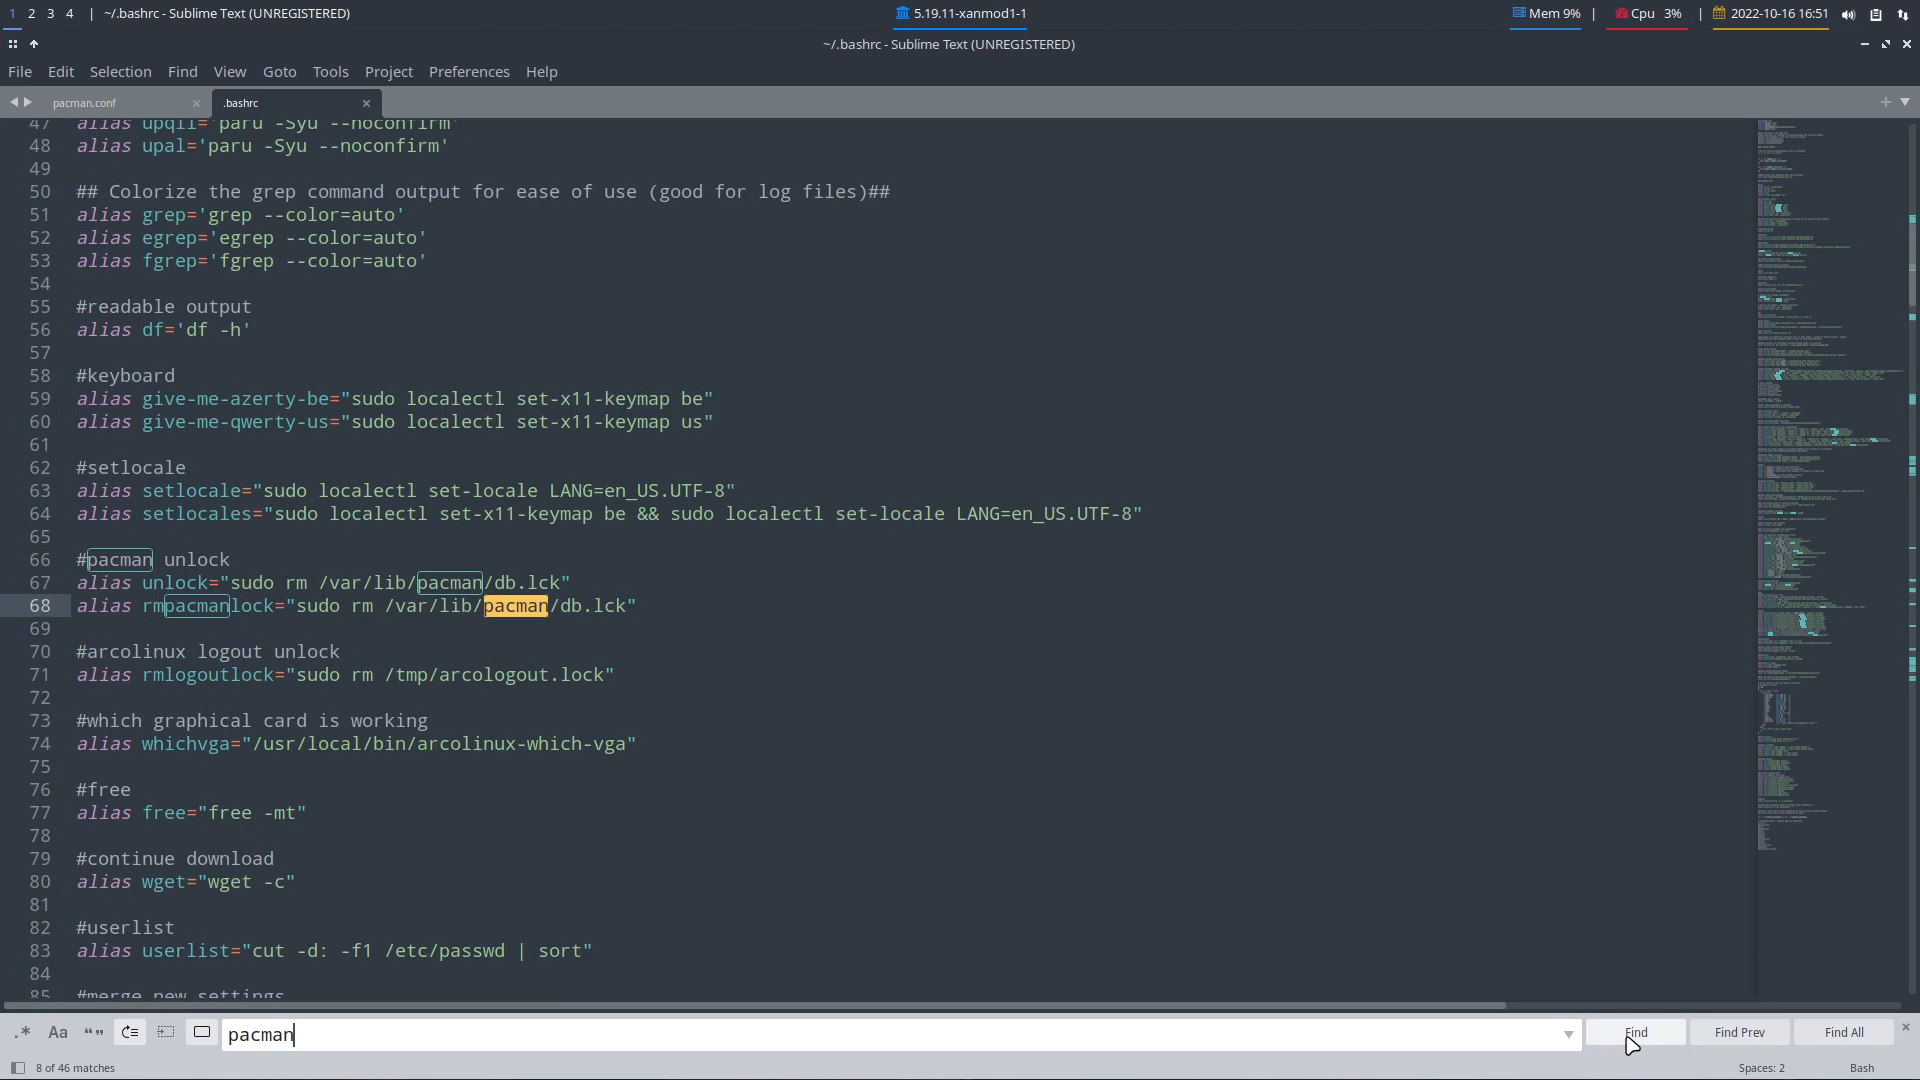 1 2 3 4 | ~/.bashrc - Sublime Text (UNREGISTERED) 5.19.11-xanmod1-1 Mem 9% | Cpu 3% | 2022-10-16 16:51
~/.bashrc - Sublime Text (UNREGISTERED)
File Edit Selection Find View Goto Tools Project Preferences Help
pacman.conf .bashrc
47 alias upqll='paru -Syu --noconfirm'
48 alias upal='paru -Syu --noconfirm'
49
50 ## Colorize the grep command output for ease of use (good for log files)##
51 alias grep='grep --color=auto'
52 alias egrep='egrep --color=auto'
53 alias fgrep='fgrep --color=auto'
54
55 #readable output
56 alias df='df -h'
57
58 #keyboard
59 alias give-me-azerty-be="sudo localectl set-x11-keymap be"
60 alias give-me-qwerty-us="sudo localectl set-x11-keymap us"
61
62 #setlocale
63 alias setlocale="sudo localectl set-locale LANG=en_US.UTF-8"
64 alias setlocales="sudo localectl set-x11-keymap be && sudo localectl set-locale LANG=en_US.UTF-8"
65
66 #pacman unlock
67 alias unlock="sudo rm /var/lib/pacman/db.lck"
68 alias rmpacmanlock="sudo rm /var/lib/pacman/db.lck"
69
70 #arcolinux logout unlock
71 alias rmlogoutlock="sudo rm /tmp/arcologout.lock"
72
73 #which graphical card is working
74 alias whichvga="/usr/local/bin/arcolinux-which-vga"
75
76 #free
77 alias free="free -mt"
78
79 #continue download
80 alias wget="wget -c"
81
82 #userlist
83 alias userlist="cut -d: -f1 /etc/passwd | sort"
84
85 #merge new settings
.* Aa pacman Find Find Prev Find All
8 of 46 matches Spaces: 2 Bash